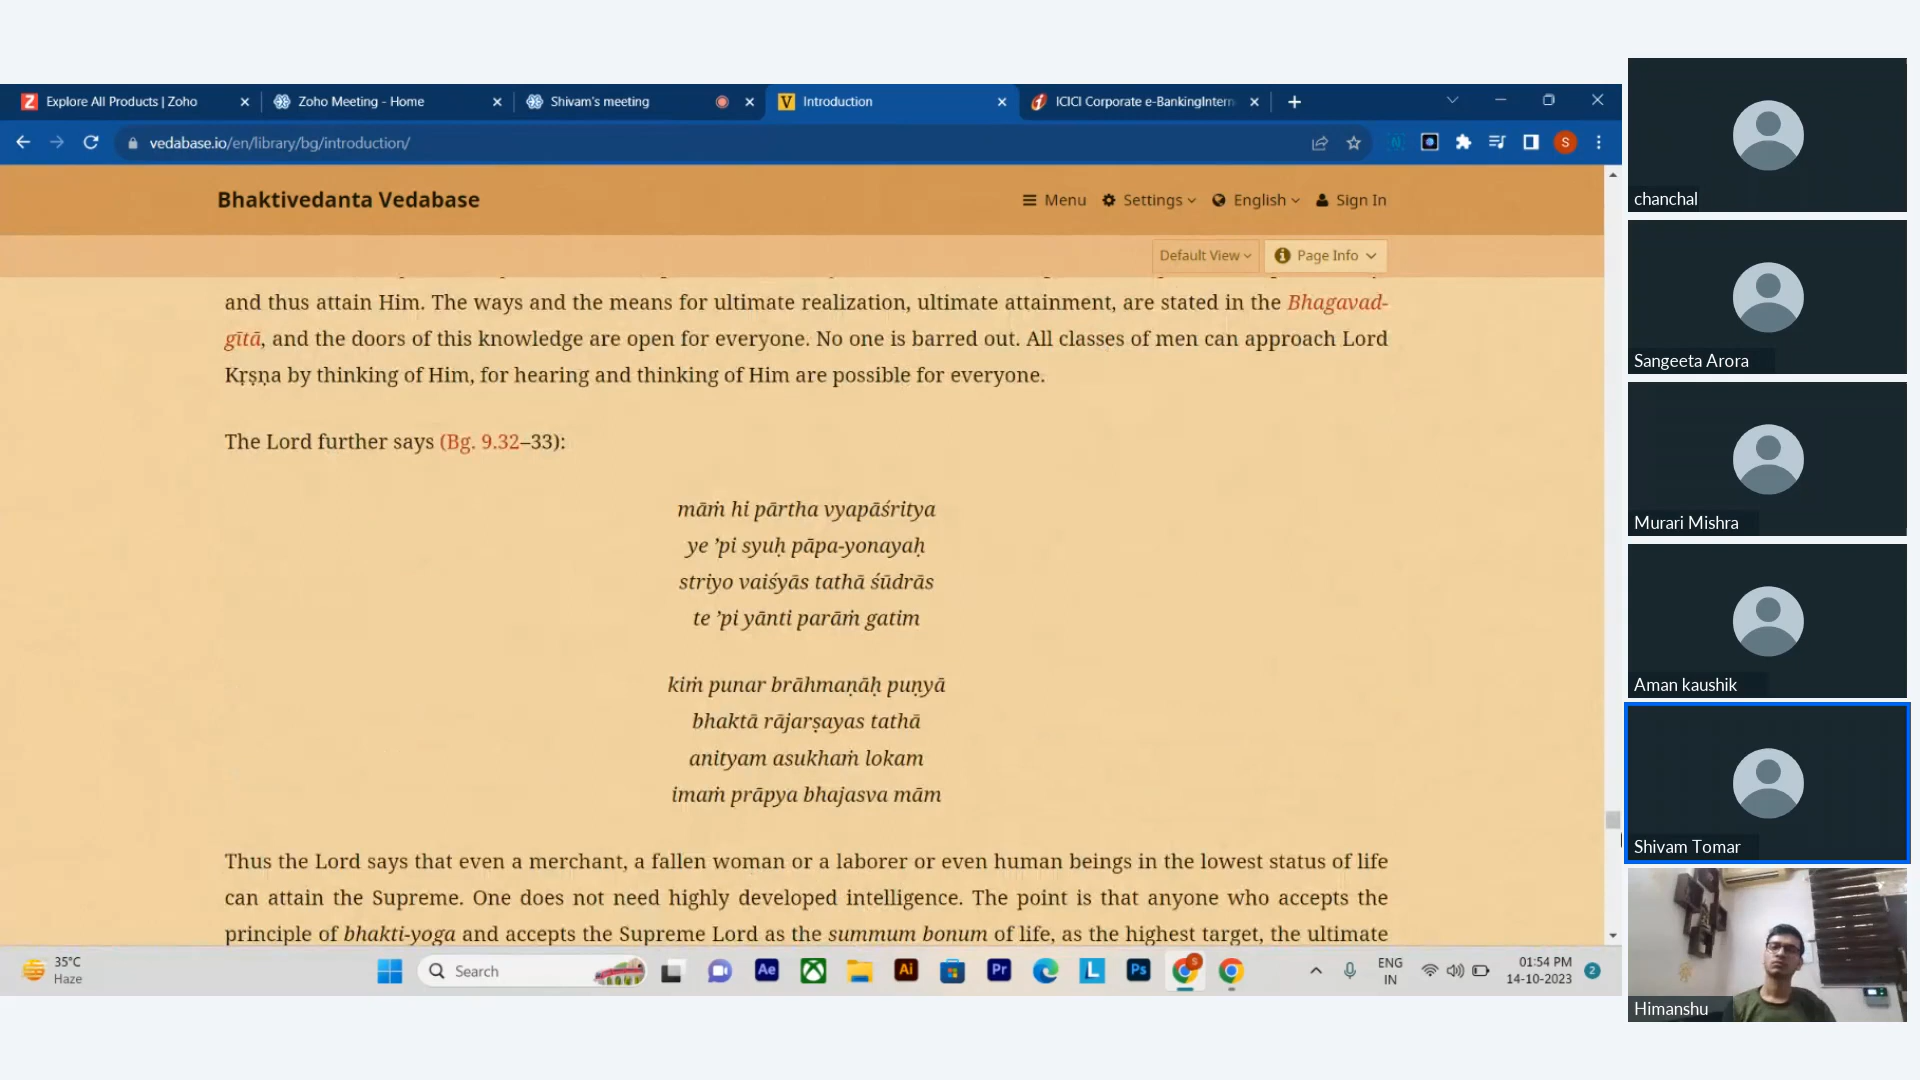 Explore All Products | Zoho
Zoho Meeting - Home
Shivam's meeting
Introduction
ICICI Corporate e-BankingIntern
vedabase.io/en/library/bg/introduction/
S
Bhaktivedanta Vedabase
Menu
Settings
English
Sign In
Default View
Page Info
and thus attain Him. The ways and the means for ultimate realization, ultimate attainment, are stated in the Bhagavad-
gītā, and the doors of this knowledge are open for everyone. No one is barred out. All classes of men can approach Lord
Kṛṣṇa by thinking of Him, for hearing and thinking of Him are possible for everyone.
The Lord further says (Bg. 9.32–33):
māṁ hi pārtha vyapāśritya
ye ’pi syuḥ pāpa-yonayaḥ
striyo vaiśyās tathā śūdrās
te ’pi yānti parāṁ gatim
kiṁ punar brāhmaṇāḥ puṇyā
bhaktā rājarṣayas tathā
anityam asukhaṁ lokam
imaṁ prāpya bhajasva mām
Thus the Lord says that even a merchant, a fallen woman or a laborer or even human beings in the lowest status of life
can attain the Supreme. One does not need highly developed intelligence. The point is that anyone who accepts the
principle of bhakti-yoga and accepts the Supreme Lord as the summum bonum of life, as the highest target, the ultimate
35°C
Haze
Search
Ae
Ai
Pr
L
Ps
S
ENG
IN
01:54 PM
14-10-2023
2
chanchal
Sangeeta Arora
Murari Mishra
Aman kaushik
Shivam Tomar
Himanshu